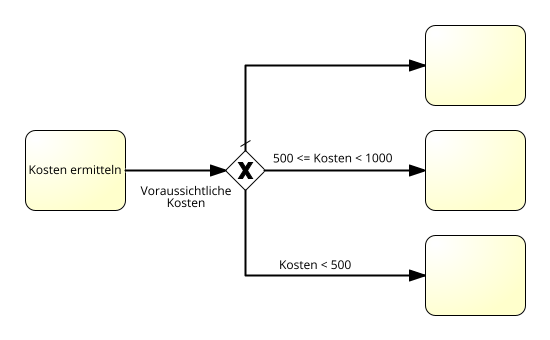 Kosten ermitteln
Voraussichtliche
Kosten
X
500 <= Kosten < 1000
Kosten < 500